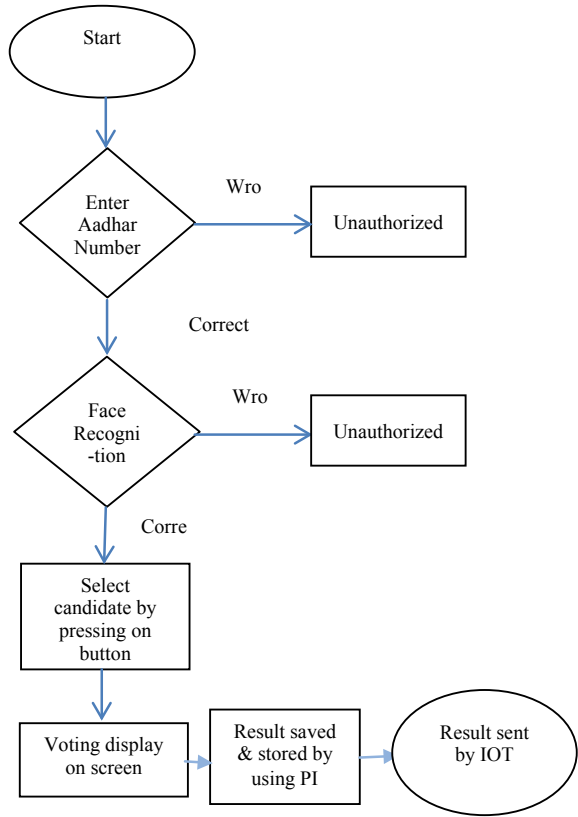 Start
Enter
Aadhar
Number
Wro
Unauthorized
Correct
Face
Recogni
-tion
Wro
Unauthorized
Corre
Select
candidate by
pressing on
button
Voting display
on screen
Result saved
& stored by
using PI
Result sent
by IOT